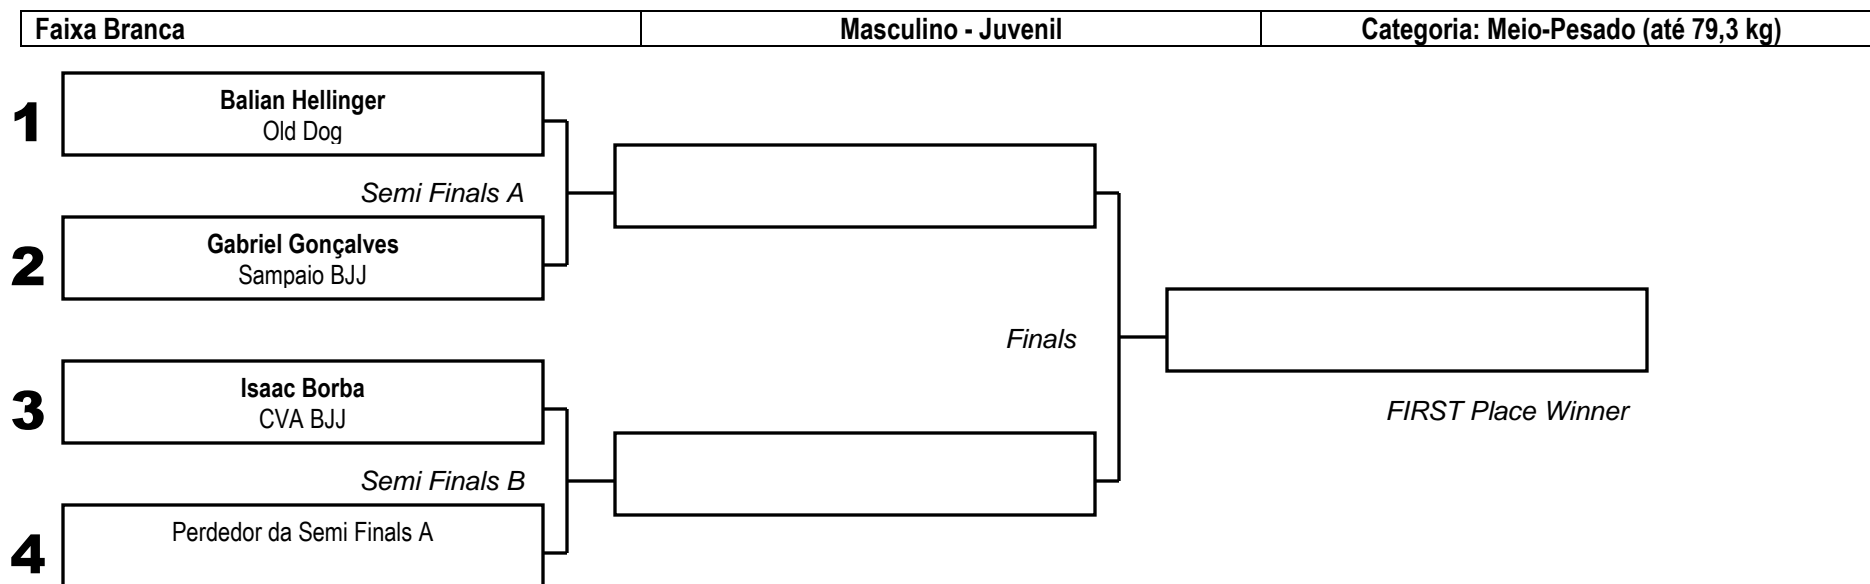 Faixa Branca
Masculino - Juvenil
Categoria: Meio-Pesado (até 79,3 kg)
1
Balian Hellinger
Old Dog
Semi Finals A
2
Gabriel Gonçalves
Sampaio BJJ
Finals
3
Isaac Borba
CVA BJJ
FIRST Place Winner
Semi Finals B
4
Perdedor da Semi Finals A